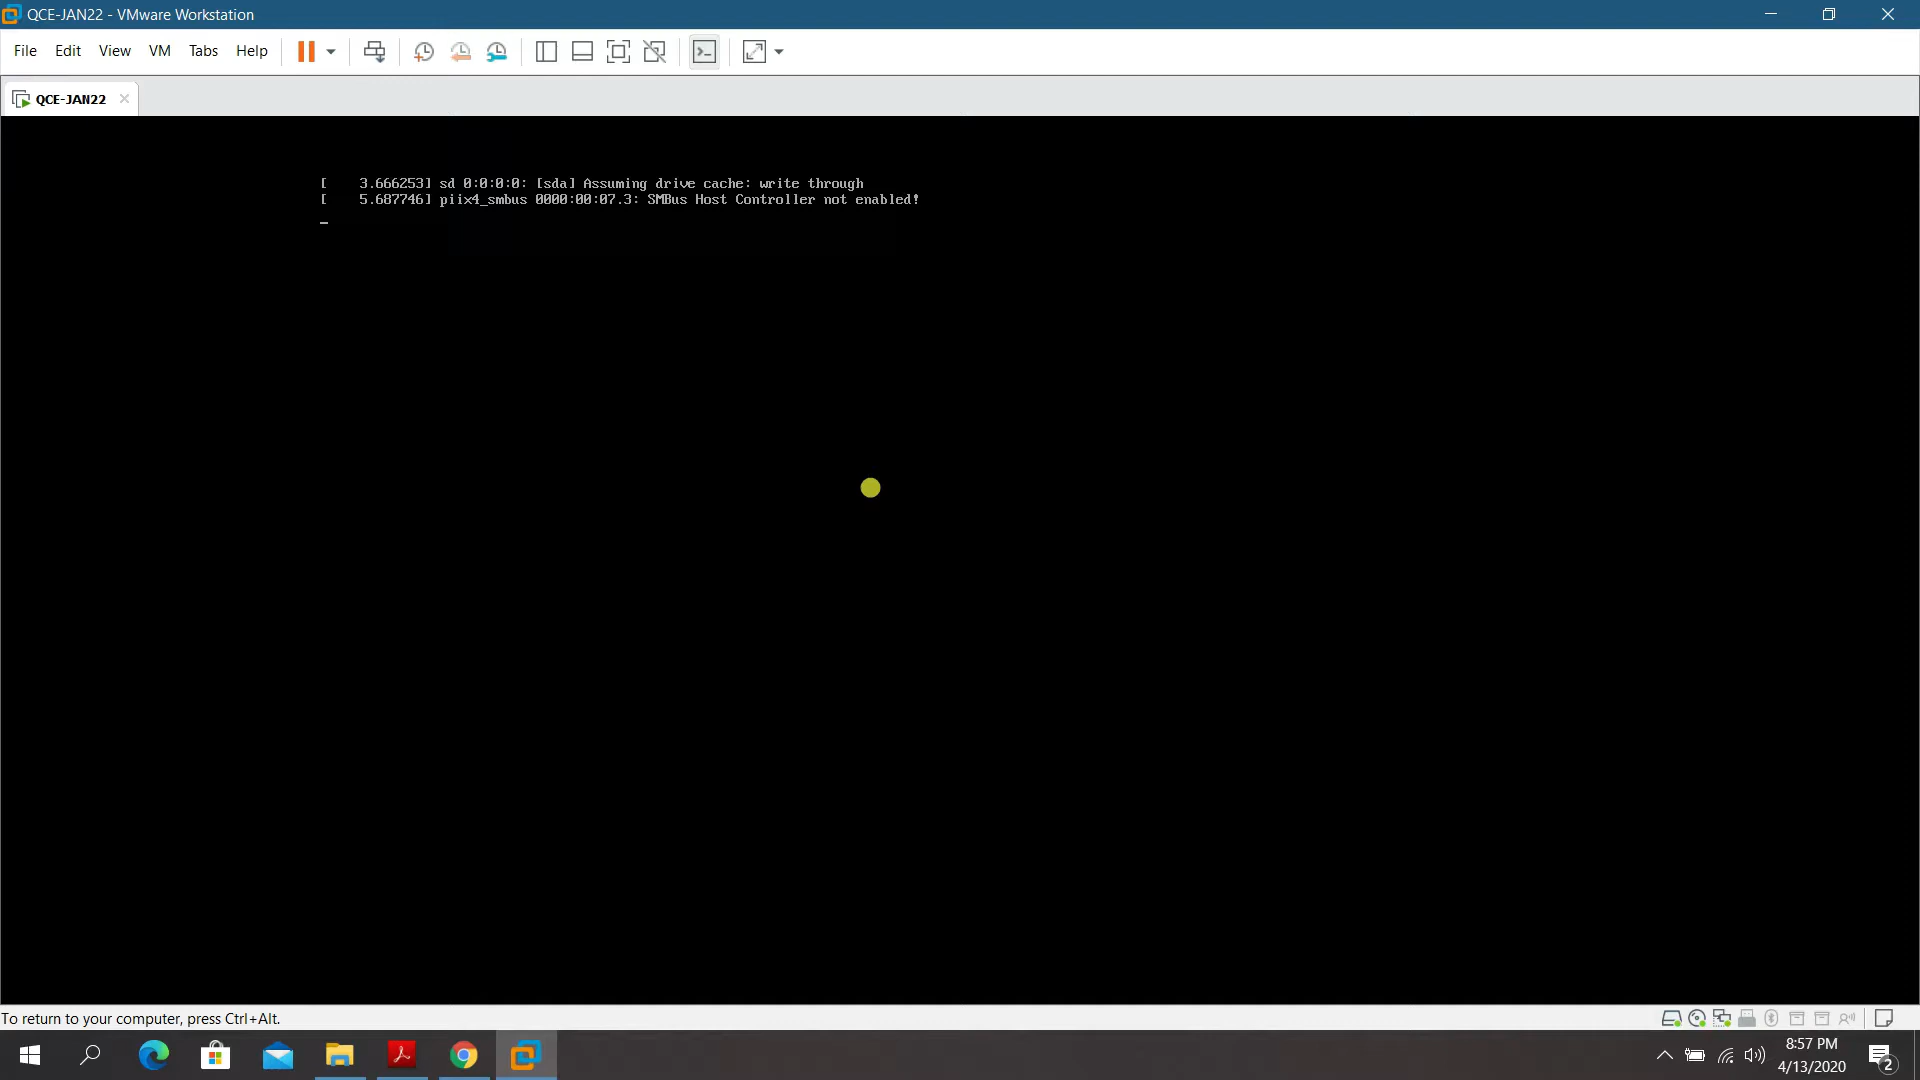 QCE-JAN22 - VMware Workstation
File Edit View VM Tabs Help
QCE-JAN22
[    3.666253] sd 0:0:0:0: [sda] Assuming drive cache: write through
[    5.687746] piix4_smbus 0000:00:07.3: SMBus Host Controller not enabled!
_
To return to your computer, press Ctrl+Alt.
8:57 PM
4/13/2020
2